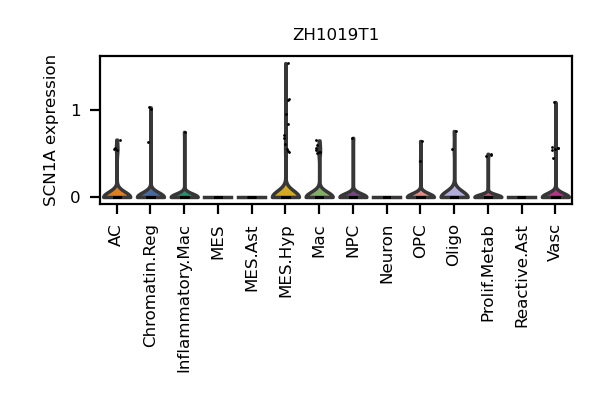 ZH1019T1
SCN1A expression
1
0
AC
Chromatin.Reg
Inflammatory.Mac
MES
MES.Ast
MES.Hyp
Mac
NPC
Neuron
OPC
Oligo
Prolif.Metab
Reactive.Ast
Vasc